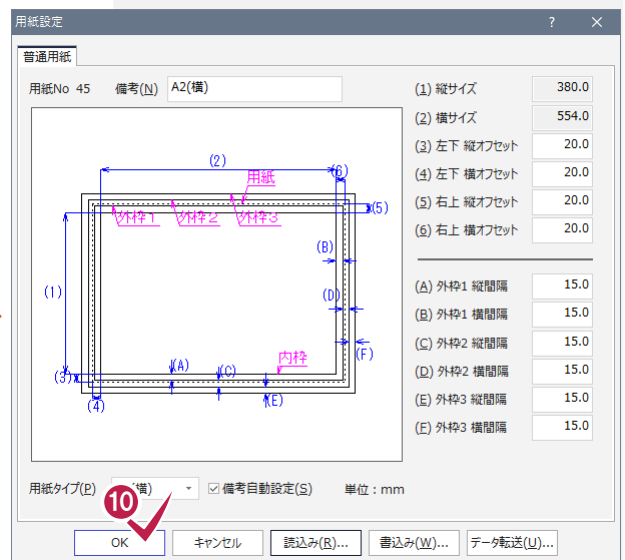 用紙設定 ? ×
普通用紙
用紙No 45 備考(N) A2(横)
(1) 縦サイズ 380.0
(2) 横サイズ 554.0
(3) 左下 縦オフセット 20.0
(4) 左下 横オフセット 20.0
(5) 右上 縦オフセット 20.0
(6) 右上 横オフセット 20.0
(A) 外枠1 縦間隔 15.0
(B) 外枠1 横間隔 15.0
(C) 外枠2 縦間隔 15.0
(D) 外枠2 横間隔 15.0
(E) 外枠3 縦間隔 15.0
(F) 外枠3 横間隔 15.0
(2)
用紙
(6)
(5)
外枠1 外枠2 外枠3
(B)
(1)
(D)
内枠
(F)
(A)
(C)
(3)
(4)
(E)
用紙タイプ(P) (横) 備考自動設定(S) 単位:mm
10
OK キャンセル 読込み(R)... 書込み(W)... データ転送(U)...